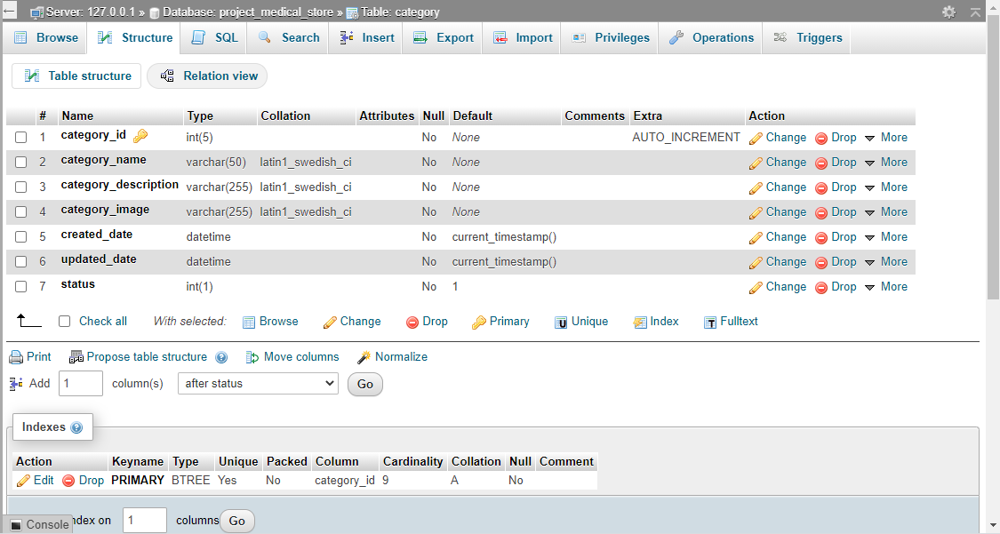 Server: 127.0.0.1 » Database: project_medical_store » Table: category
Browse Structure SQL Search Insert Export Import Privileges Operations Triggers
Table structure Relation view
# Name Type Collation Attributes Null Default Comments Extra Action
1 category_id int(5) No None AUTO_INCREMENT Change Drop More
2 category_name varchar(50) latin1_swedish_ci No None Change Drop More
3 category_description varchar(255) latin1_swedish_ci No None Change Drop More
4 category_image varchar(255) latin1_swedish_ci No None Change Drop More
5 created_date datetime No current_timestamp() Change Drop More
6 updated_date datetime No current_timestamp() Change Drop More
7 status int(1) No 1 Change Drop More
Check all With selected: Browse Change Drop Primary Unique Index Fulltext
Print Propose table structure Move columns Normalize
Add 1 column(s) after status Go
Indexes
Action Keyname Type Unique Packed Column Cardinality Collation Null Comment
Edit Drop PRIMARY BTREE Yes No category_id 9 A No
Console ndex on 1 columns Go